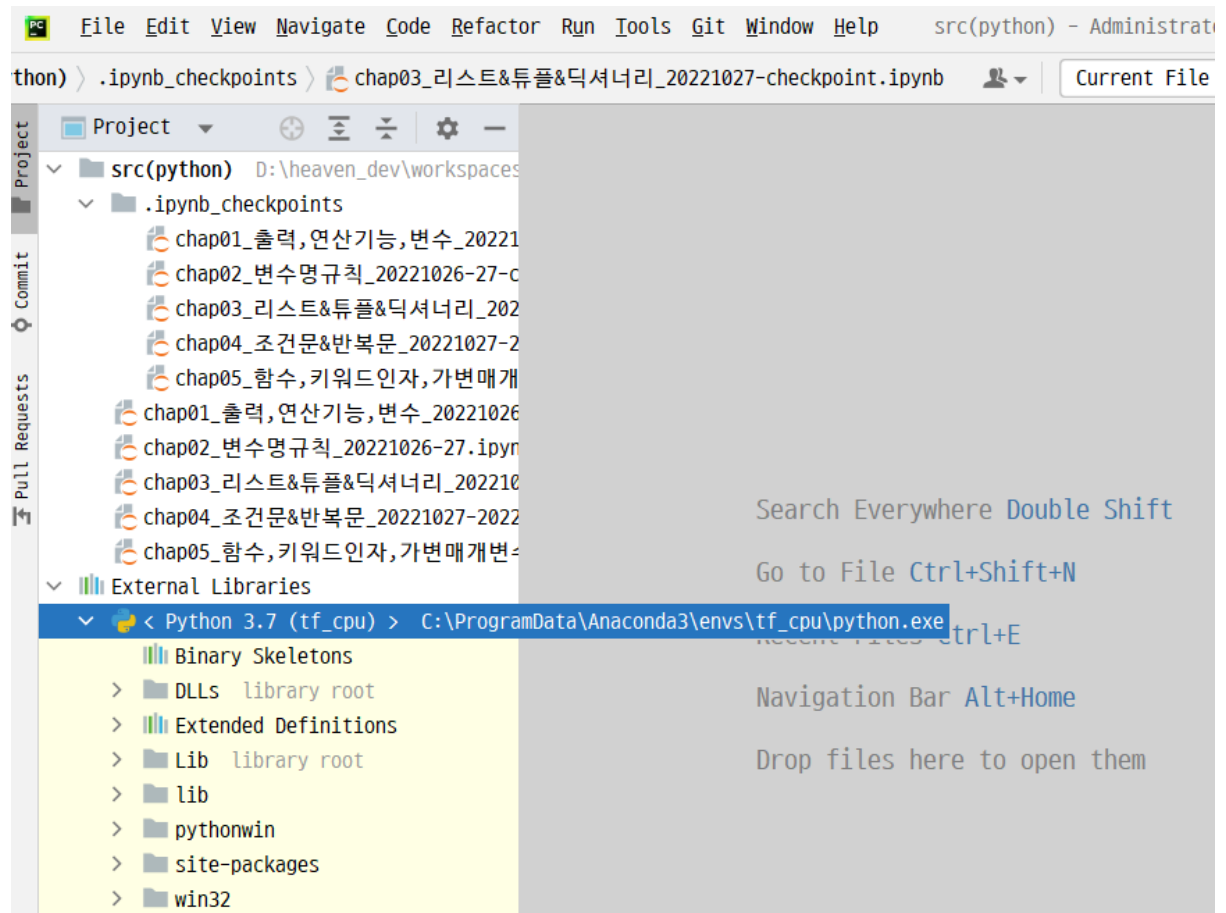 PC File Edit View Navigate Code Refactor Run Tools Git Window Help src(python) - Administrat
thon) .ipynb_checkpoints chap03_리스트&튜플&딕셔너리_20221027-checkpoint.ipynb Current File
Project
Project
src(python) D:\heaven_dev\workspaces
.ipynb_checkpoints
chap01_출력,연산기능,변수_20221
chap02_변수명규칙_20221026-27-c
Commit
chap03_리스트&튜플&딕셔너리_202
chap04_조건문&반복문_20221027-2
chap05_함수,키워드인자,가변매개
Pull Requests
chap01_출력,연산기능,변수_20221026
chap02_변수명규칙_20221026-27.ipyn
chap03_리스트&튜플&딕셔너리_202210
chap04_조건문&반복문_20221027-2022
chap05_함수,키워드인자,가변매개변
External Libraries
< Python 3.7 (tf_cpu) > C:\ProgramData\Anaconda3\envs\tf_cpu\python.exe
Binary Skeletons
DLLs library root
Extended Definitions
Lib library root
lib
pythonwin
site-packages
win32
Search Everywhere Double Shift
Go to File Ctrl+Shift+N
Recent Files Ctrl+E
Navigation Bar Alt+Home
Drop files here to open them